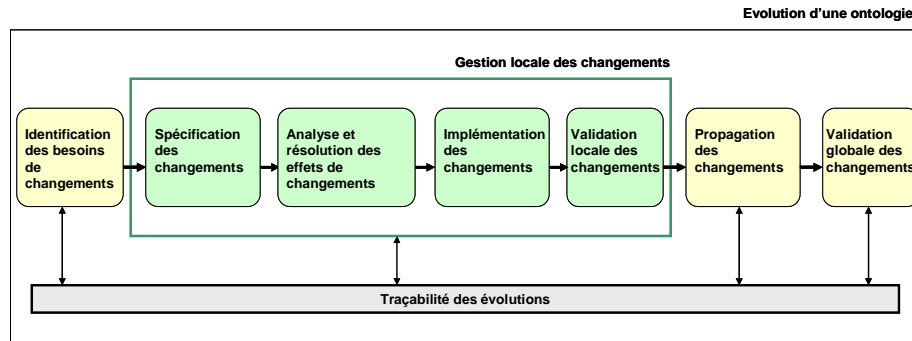 Evolution d'une ontologie
Gestion locale des changements
Identification
des besoins
de
changements
Spécification
des
changements
Analyse et
résolution des
effets de
changements
Implémentation
des
changements
Validation
locale des
changements
Propagation
des
changements
Validation
globale des
changements
Traçabilité des évolutions